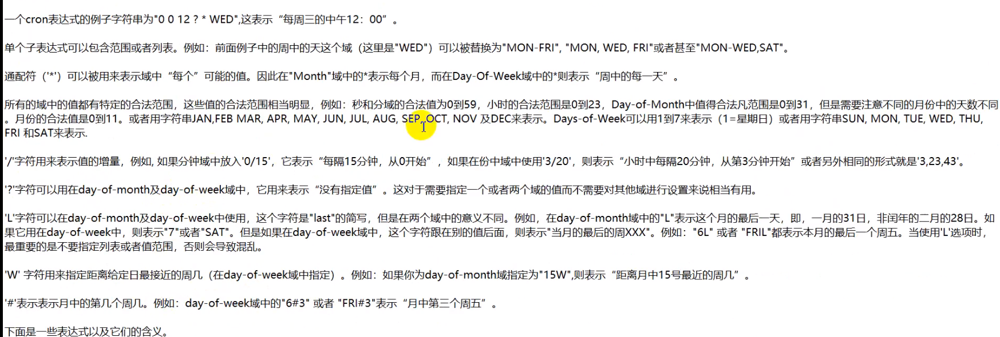 一个cron表达式的例子字符串为"0 0 12 ? * WED",这表示“每周三的中午12：00”。
单个子表达式可以包含范围或者列表。例如：前面例子中的周中的天这个域（这里是"WED"）可以被替换为"MON-FRI", "MON, WED, FRI"或者甚至"MON-WED,SAT"。
通配符（'*'）可以被用来表示域中“每个”可能的值。因此在"Month"域中的*表示每个月，而在Day-Of-Week域中的*则表示“周中的每一天”。
所有的域中的值都有特定的合法范围，这些值的合法范围相当明显，例如：秒和分域的合法值为0到59，小时的合法范围是0到23，Day-of-Month中值得合法凡范围是0到31，但是需要注意不同的月份中的天数不同
。月份的合法值是0到11。或者用字符串JAN,FEB MAR, APR, MAY, JUN, JUL, AUG, SEP, OCT, NOV 及DEC来表示。Days-of-Week可以用1到7来表示（1=星期日）或者用字符串SUN, MON, TUE, WED, THU,
FRI 和SAT来表示.
'/'字符用来表示值的增量，例如, 如果分钟域中放入'0/15'，它表示“每隔15分钟，从0开始”，如果在份中域中使用'3/20'，则表示“小时中每隔20分钟，从第3分钟开始”或者另外相同的形式就是'3,23,43'。
'?'字符可以用在day-of-month及day-of-week域中，它用来表示“没有指定值”。这对于需要指定一个或者两个域的值而不需要对其他域进行设置来说相当有用。
'L'字符可以在day-of-month及day-of-week中使用，这个字符是"last"的简写，但是在两个域中的意义不同。例如，在day-of-month域中的"L"表示这个月的最后一天，即，一月的31日，非闰年的二月的28日。如
果它用在day-of-week中，则表示"7"或者"SAT"。但是如果在day-of-week域中，这个字符跟在别的值后面，则表示"当月的最后的周XXX"。例如："6L" 或者 "FRIL"都表示本月的最后一个周五。当使用'L'选项时，
最重要的是不要指定列表或者值范围，否则会导致混乱。
'W' 字符用来指定距离给定日最接近的周几（在day-of-week域中指定）。例如：如果你为day-of-month域指定为"15W",则表示“距离月中15号最近的周几”。
'#'表示表示月中的第几个周几。例如：day-of-week域中的"6#3" 或者 "FRI#3"表示“月中第三个周五”。
下面是一些表达式以及它们的含义。